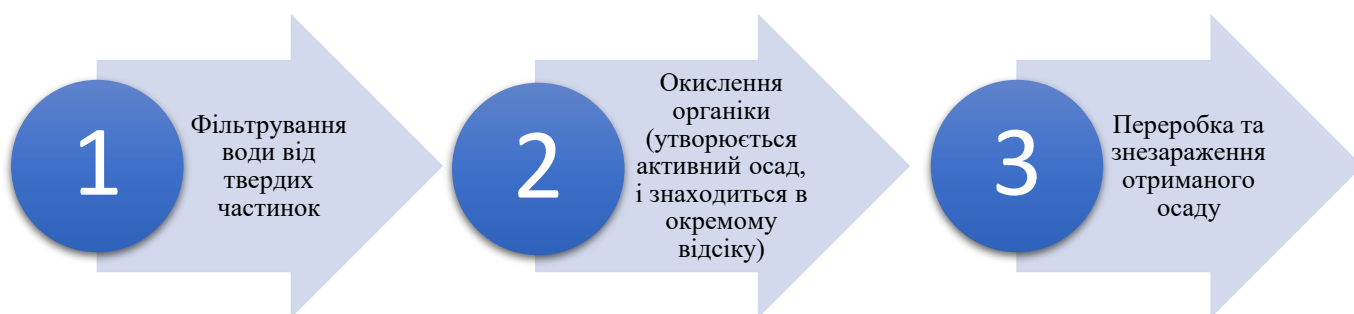 1
Фільтрування
води від
твердих
частинок
2
Окислення
органіки
(утворюється
активний осад,
і знаходиться в
окремому
відсіку)
3
Переробка та
знезараження
отриманого
осаду